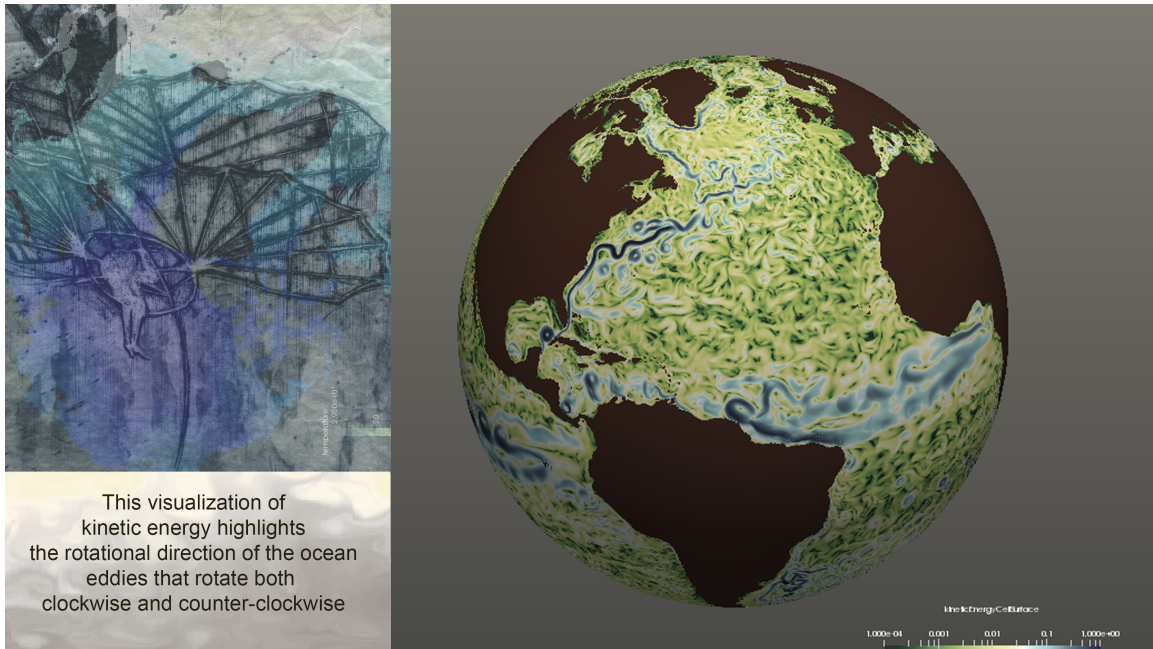 Temperature
This visualization of
kinetic energy highlights
the rotational direction of the ocean
eddies that rotate both
clockwise and counter-clockwise
kineticEnergyCellSurface
1.000e-04 0.001 0.01 0.1 1.000e+00